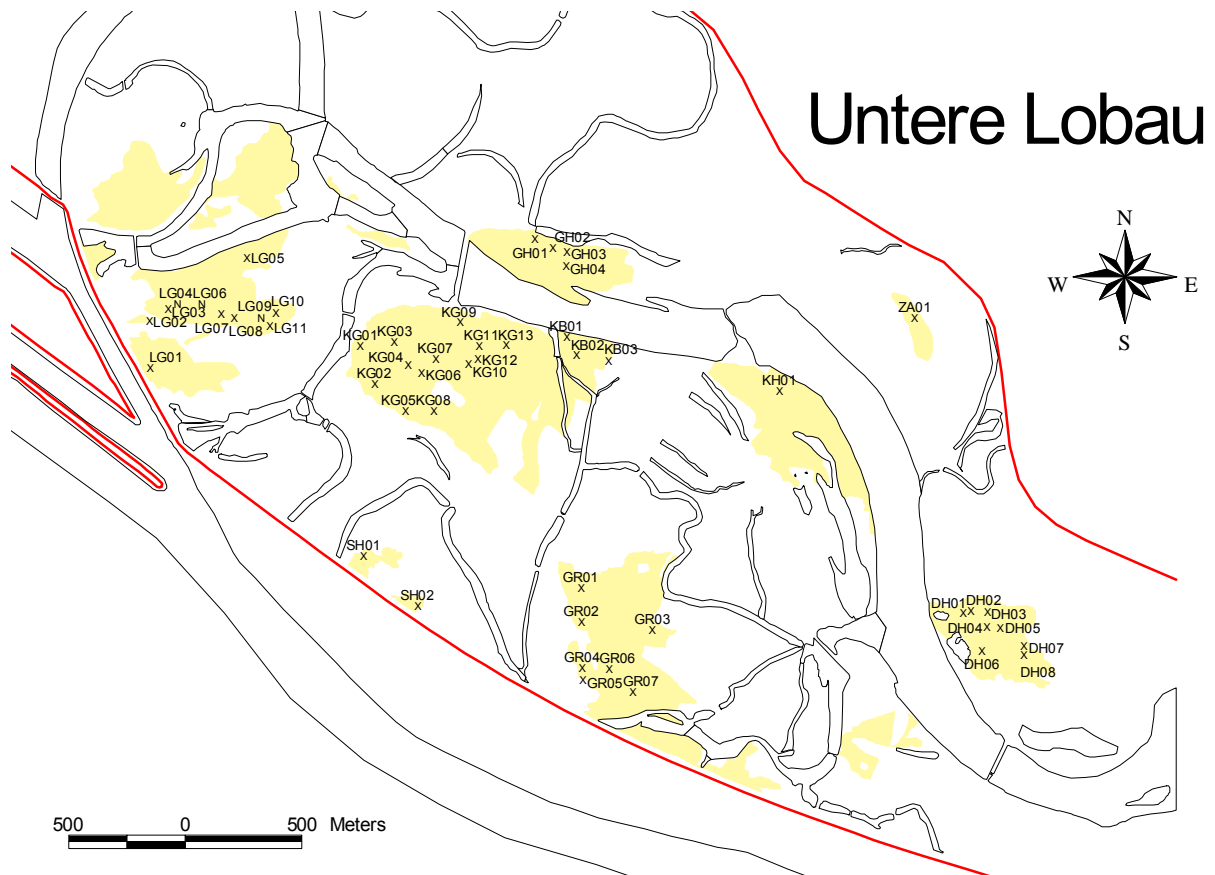 Untere Lobau
N
W E
S
GH02
GH01 GH03
GH04
LG05
LG04 LG06
LG03 LG09 LG10
LG02 LG07 LG08 LG11
LG01
ZA01
KG09
KG01 KG03 KG11 KG13
KG04 KG07 KG12
KG02 KG06 KG10
KG05 KG08
KB01
KB02 KB03
KH01
SH01
SH02
GR01
GR02 GR03
GR04 GR06
GR05 GR07
DH01 DH02
DH03
DH04 DH05
DH06 DH07
DH08
500 0 500 Meters